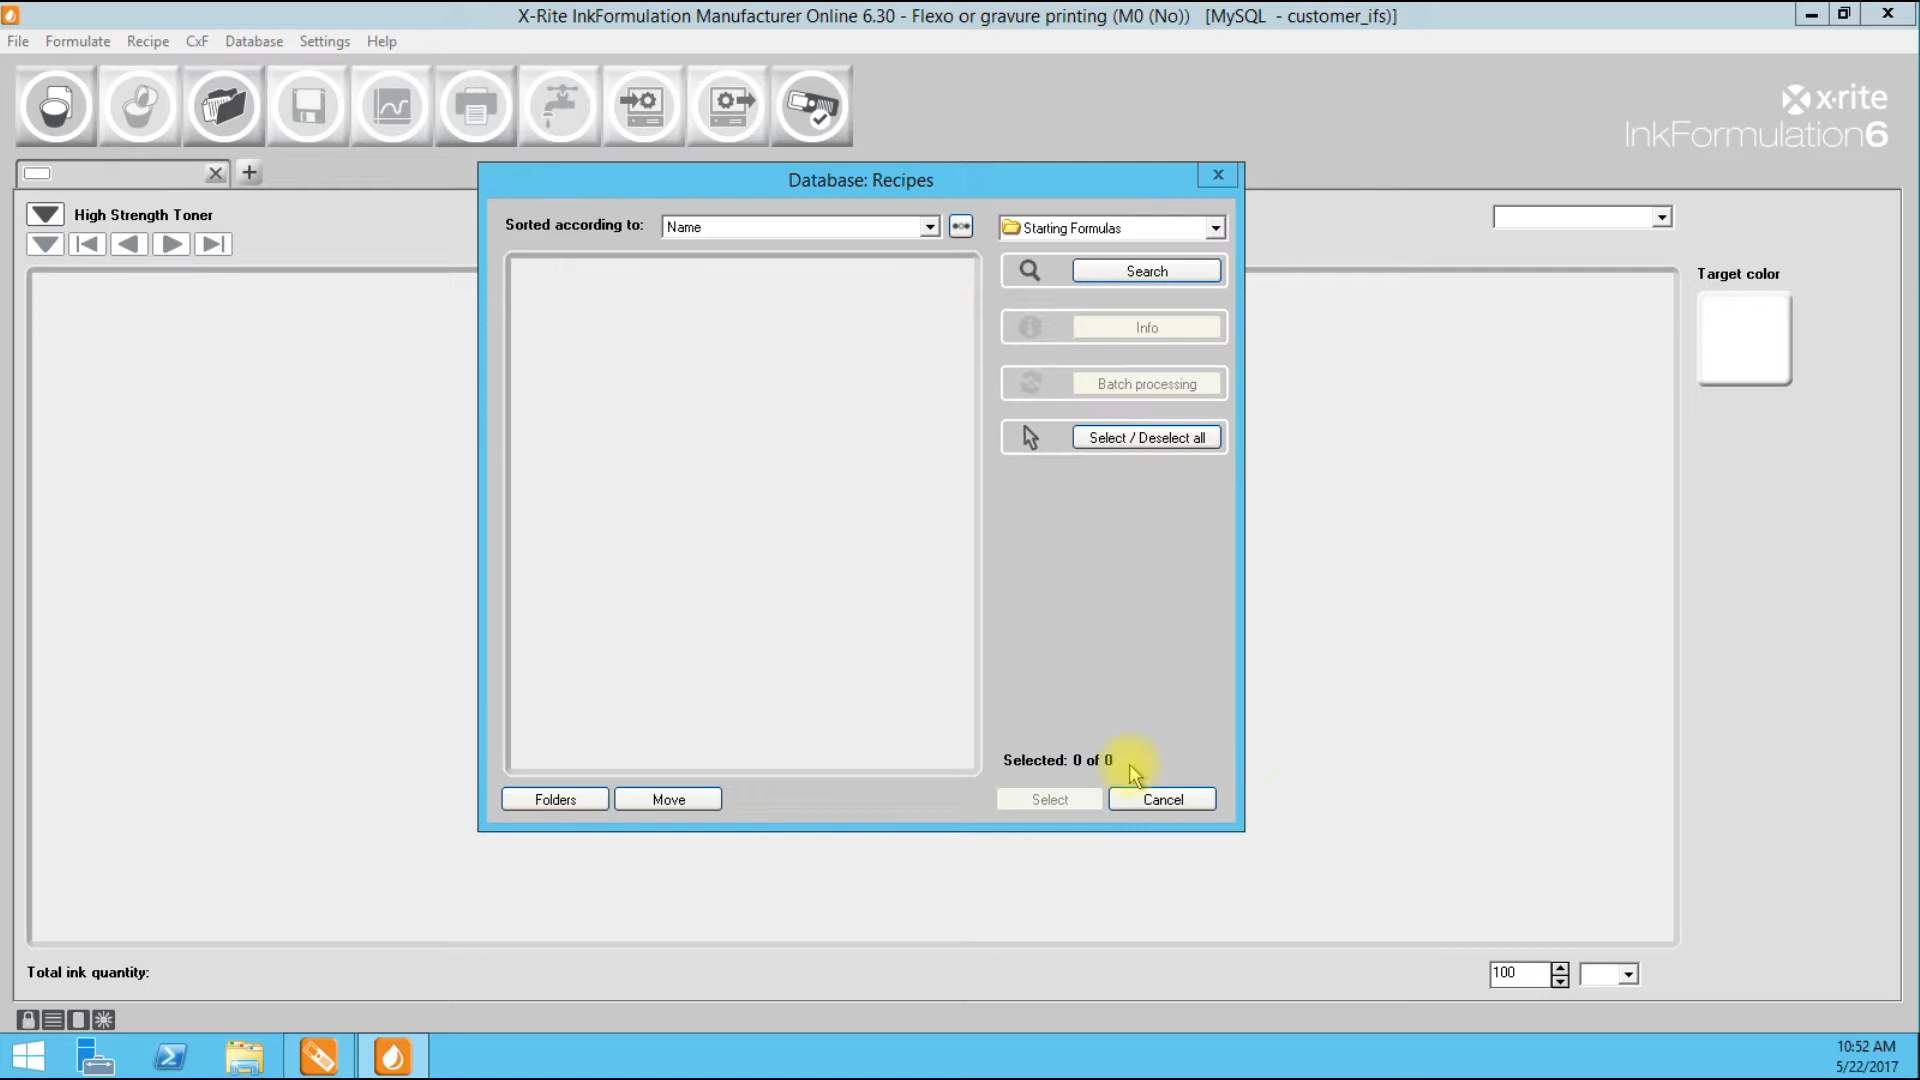 X-Rite InkFormulation Manufacturer Online 6.30 - Flexo or gravure printing (M0 (No)) [MySQL - customer_ifs)]
File Formulate Recipe CxF Database Settings Help
x·rite
InkFormulation6
Database: Recipes
High Strength Toner
Sorted according to: Name
Starting Formulas
Search
Info
Batch processing
Select / Deselect all
Target color
Selected: 0 of 0
Folders Move Select Cancel
Total ink quantity: 100
10:52 AM
5/22/2017